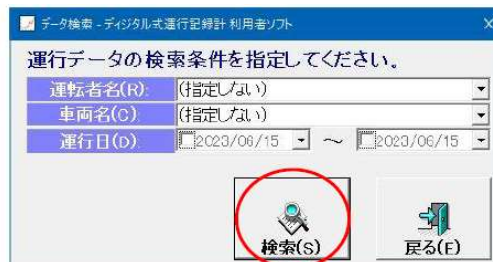 データ検索 - ディジタル式運行記録計 利用者ソフト
運行データの検索条件を指定してください。
運転者名(R): (指定しない)
車両名(C): (指定しない)
運行日(D): 2023/06/15 ～ 2023/06/15
検索(S) 戻る(E)